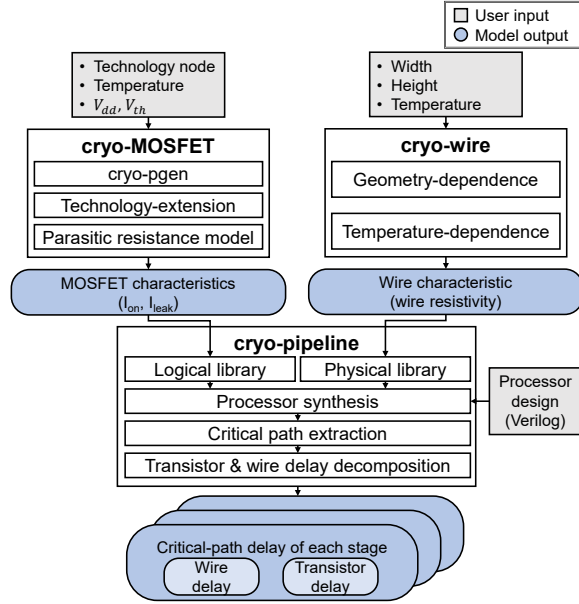 User input
Model output
• Technology node
• Temperature
• V_dd, V_th
• Width
• Height
• Temperature
cryo-MOSFET
cryo-pgen
Technology-extension
Parasitic resistance model
cryo-wire
Geometry-dependence
Temperature-dependence
MOSFET characteristics
(I_on, I_leak)
Wire characteristic
(wire resistivity)
cryo-pipeline
Logical library
Physical library
Processor synthesis
Critical path extraction
Transistor & wire delay decomposition
Processor
design
(Verilog)
Critical-path delay of each stage
Wire
delay
Transistor
delay